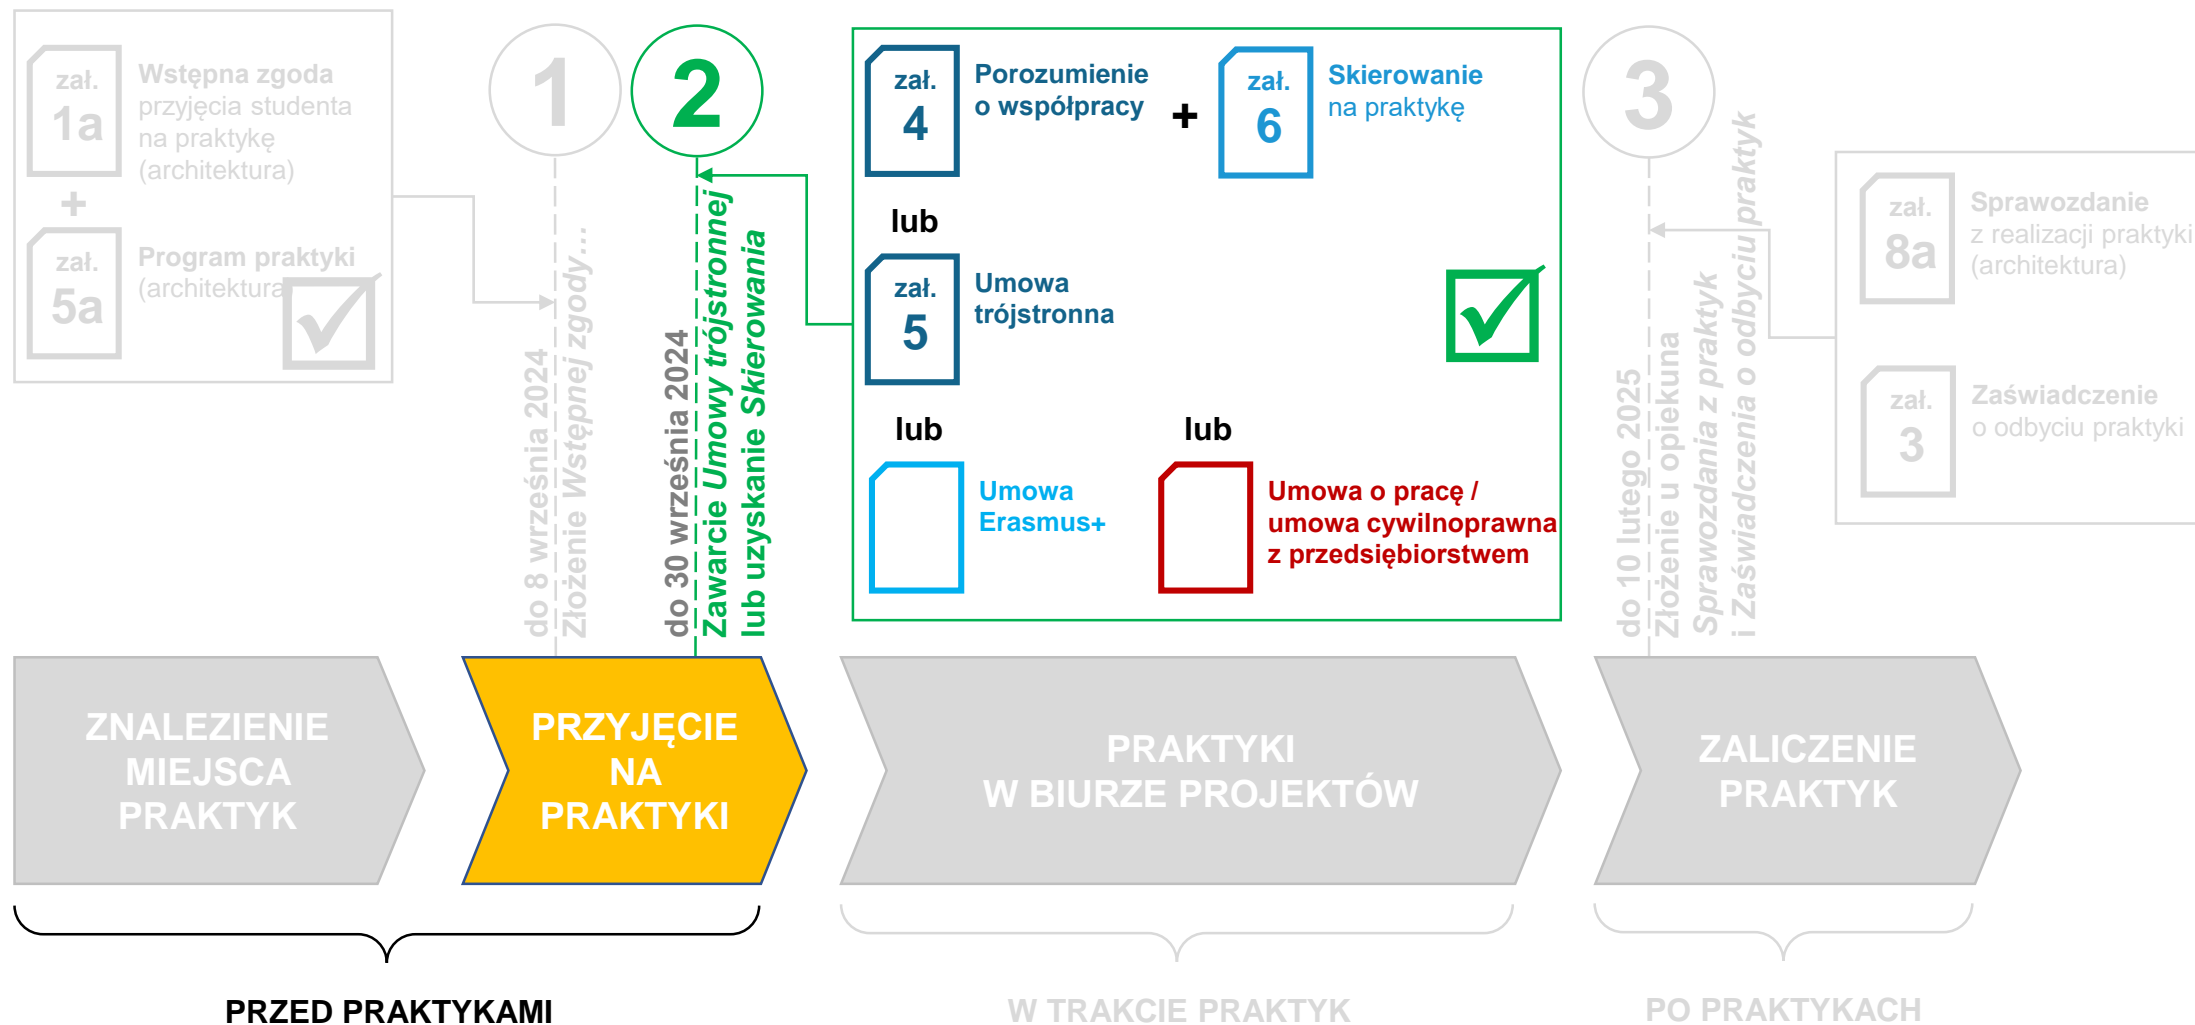 zał.
1a
Wstępna zgoda
przyjęcia studenta
na praktykę
(architektura)
+
zał.
5a
Program praktyki
(architektura)
1
do 8 września 2024
Złożenie Wstępnej zgody...
2
do 30 września 2024
Zawarcie Umowy trójstronnej
lub uzyskanie Skierowania
zał.
4
Porozumienie
o współpracy
+
zał.
6
Skierowanie
na praktykę
lub
zał.
5
Umowa
trójstronna
lub
Umowa
Erasmus+
lub
Umowa o pracę /
umowa cywilnoprawna
z przedsiębiorstwem
3
do 10 lutego 2025
Złożenie u opiekuna
Sprawozdania z praktyk
i Zaświadczenia o odbyciu praktyk
zał.
8a
Sprawozdanie
z realizacji praktyki
(architektura)
zał.
3
Zaświadczenie
o odbyciu praktyki
ZNALEZIENIE
MIEJSCA
PRAKTYK
PRZYJĘCIE
NA
PRAKTYKI
PRAKTYKI
W BIURZE PROJEKTÓW
ZALICZENIE
PRAKTYK
PRZED PRAKTYKAMI
W TRAKCIE PRAKTYK
PO PRAKTYKACH